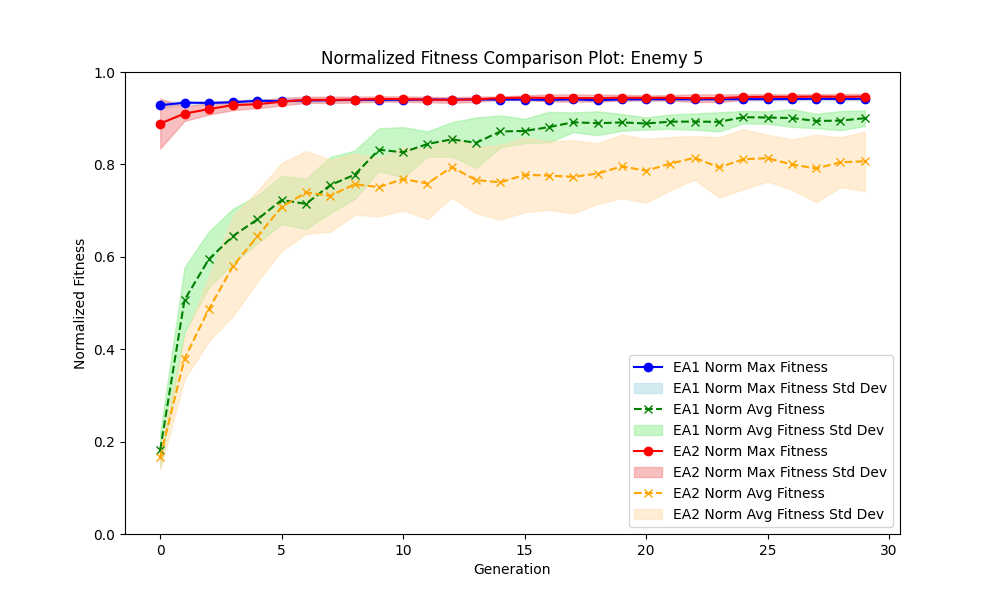 Normalized Fitness Comparison Plot: Enemy 5
Normalized Fitness
1.0
0.8
0.6
0.4
0.2
0.0
EA1 Norm Max Fitness
EA1 Norm Max Fitness Std Dev
EA1 Norm Avg Fitness
EA1 Norm Avg Fitness Std Dev
EA2 Norm Max Fitness
EA2 Norm Max Fitness Std Dev
EA2 Norm Avg Fitness
EA2 Norm Avg Fitness Std Dev
0 5 10 15 20 25 30
Generation